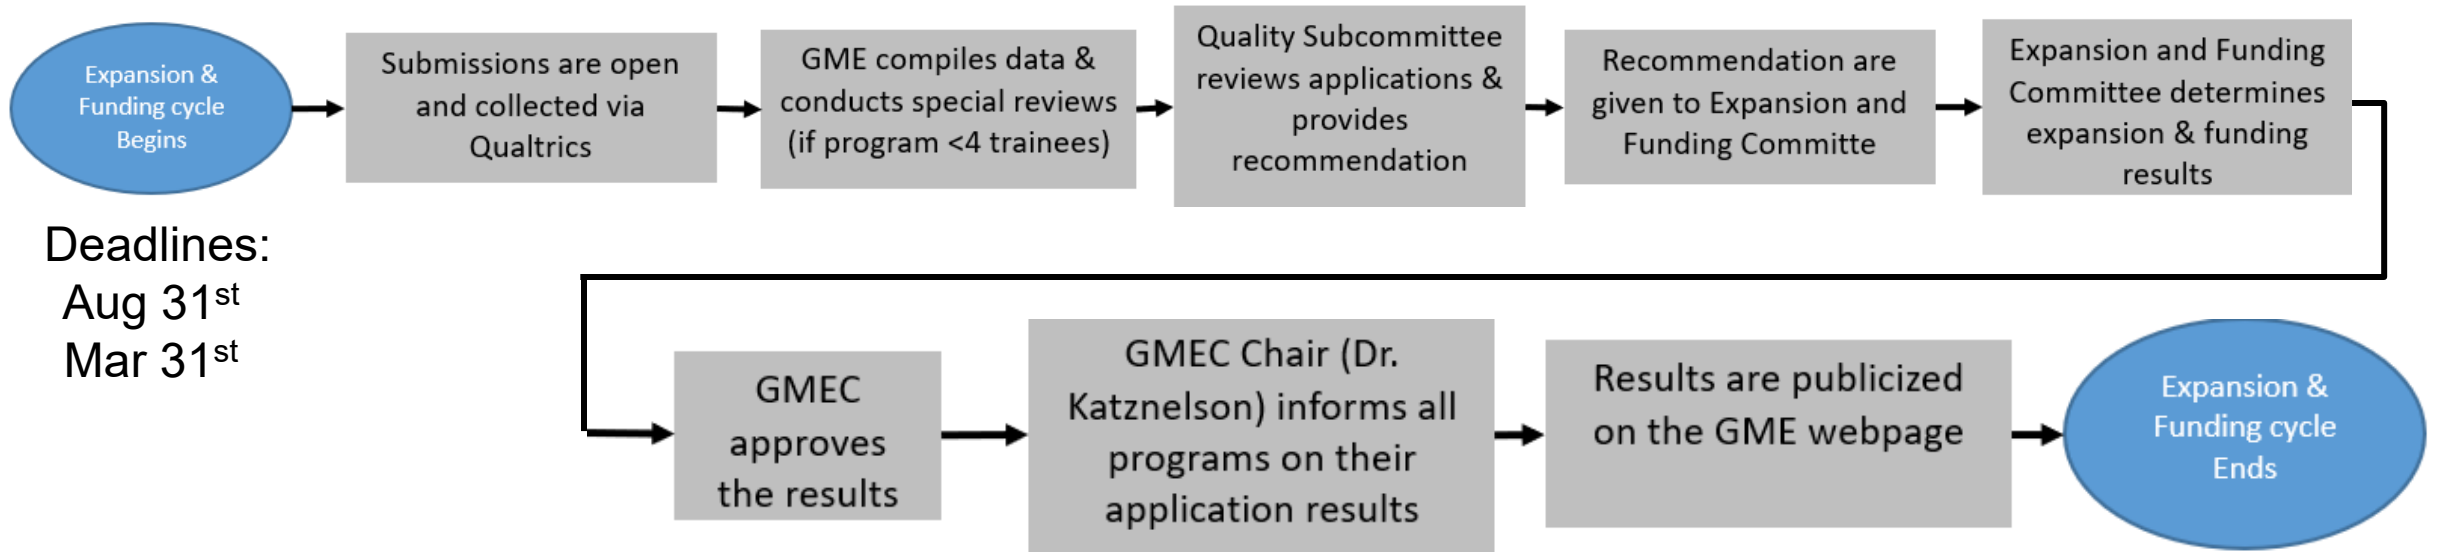 Expansion &
Funding cycle
Begins
Submissions are open
and collected via
Qualtrics
GME compiles data &
conducts special reviews
(if program <4 trainees)
Quality Subcommittee
reviews applications &
provides
recommendation
Recommendation are
given to Expansion and
Funding Committe
Expansion and Funding
Committee determines
expansion & funding
results
Deadlines:
Aug 31st
Mar 31st
GMEC
approves
the results
GMEC Chair (Dr.
Katznelson) informs all
programs on their
application results
Results are publicized
on the GME webpage
Expansion &
Funding cycle
Ends